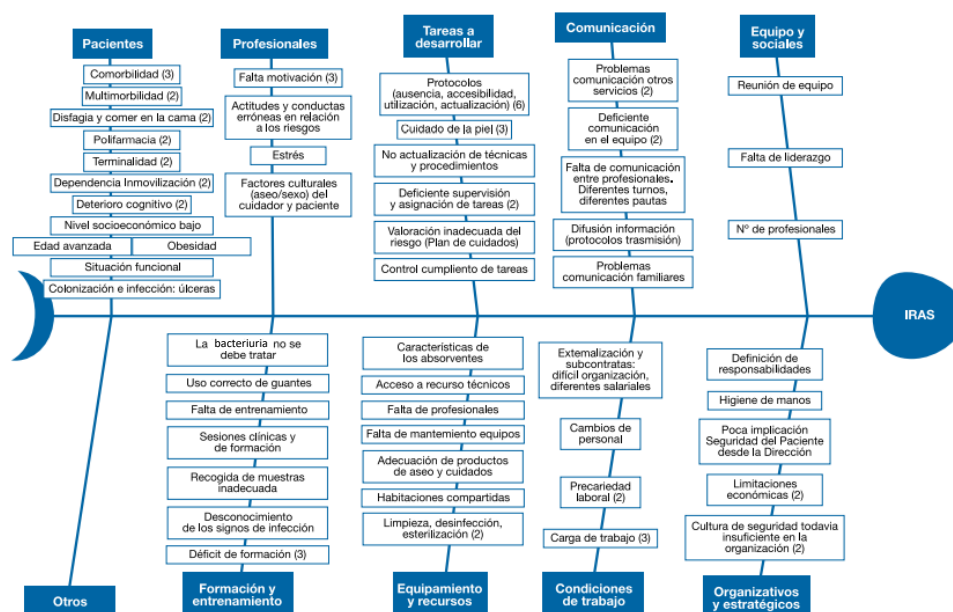 Pacientes
Comorbilidad (3)
Multimorbilidad (2)
Disfagia y comer en la cama (2)
Polifarmacia (2)
Terminalidad (2)
Dependencia Inmovilización (2)
Deterioro cognitivo (2)
Nivel socioeconómico bajo
Edad avanzada
Obesidad
Situación funcional
Colonización e infección: úlceras
Profesionales
Falta motivación (3)
Actitudes y conductas
erróneas en relación
a los riesgos
Estrés
Factores culturales
(aseo/sexo) del
cuidador y paciente
Tareas a
desarrollar
Protocolos
(ausencia, accesibilidad,
utilización, actualización) (6)
Cuidado de la piel (3)
No actualización de técnicas
y procedimientos
Deficiente supervisión
y asignación de tareas (2)
Valoración inadecuada del
riesgo (Plan de cuidados)
Control cumpliento de tareas
Comunicación
Problemas
comunicación otros
servicios (2)
Deficiente
comunicación
en el equipo (2)
Falta de comunicación
entre profesionales.
Diferentes turnos,
diferentes pautas
Difusión información
(protocolos trasmisión)
Problemas
comunicación familiares
Equipo y
sociales
Reunión de equipo
Falta de liderazgo
Nº de profesionales
IRAS
Otros
La bacteriuria no se
debe tratar
Uso correcto de guantes
Falta de entrenamiento
Sesiones clínicas y
de formación
Recogida de muestras
inadecuada
Desconocimiento
de los signos de infección
Déficit de formación (3)
Formación y
entrenamiento
Características de
los absorventes
Acceso a recurso técnicos
Falta de profesionales
Falta de mantemiento equipos
Adecuación de productos
de aseo y cuidados
Habitaciones compartidas
Limpieza, desinfección,
esterilización (2)
Equipamiento
y recursos
Externalización y
subcontratas:
difícil organización,
diferentes salariales
Cambios de
personal
Precariedad
laboral (2)
Carga de trabajo (3)
Condiciones
de trabajo
Definición de
responsabilidades
Higiene de manos
Poca implicación
Seguridad del Paciente
desde la Dirección
Limitaciones
económicas (2)
Cultura de seguridad todavia
insuficiente en la
organización (2)
Organizativos
y estratégicos